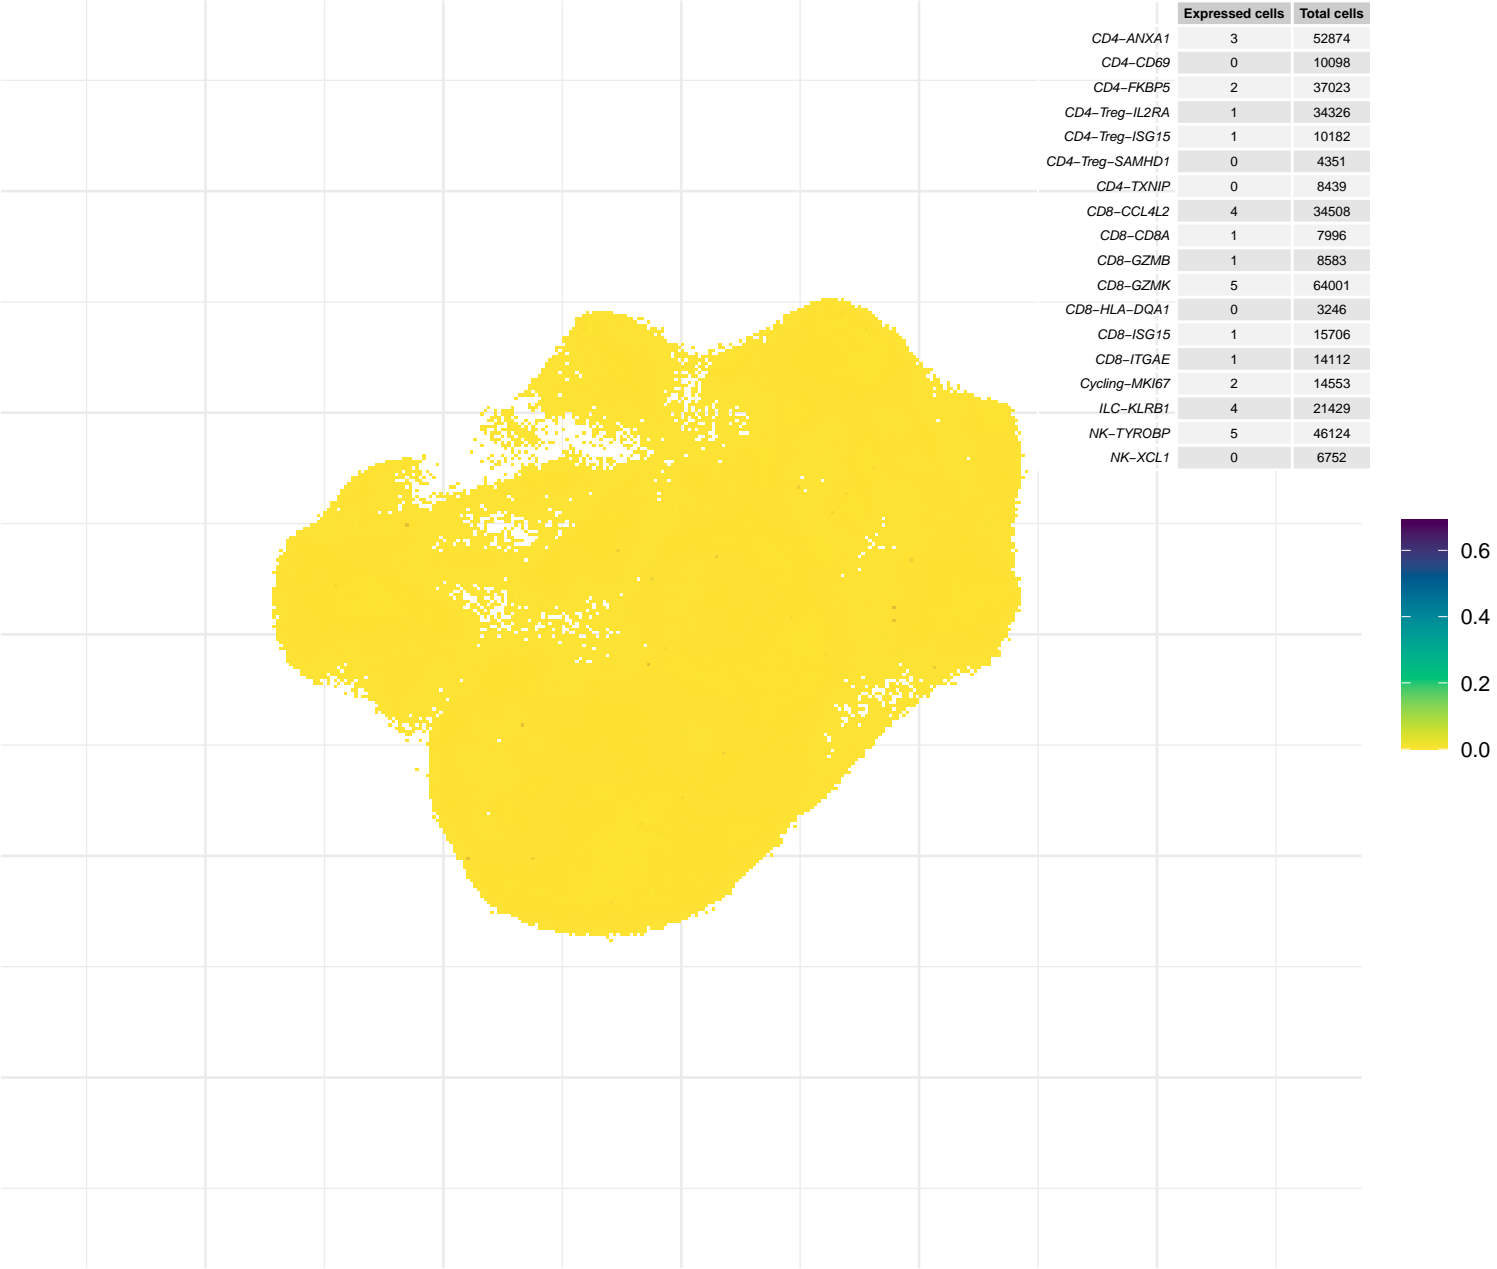 Expressed cells Total cells
CD4−ANXA1 3 52874
CD4−CD69 0 10098
CD4−FKBP5 2 37023
CD4−Treg−IL2RA 1 34326
CD4−Treg−ISG15 1 10182
CD4−Treg−SAMHD1 0 4351
CD4−TXNIP 0 8439
CD8−CCL4L2 4 34508
CD8−CD8A 1 7996
CD8−GZMB 1 8583
CD8−GZMK 5 64001
CD8−HLA−DQA1 0 3246
CD8−ISG15 1 15706
CD8−ITGAE 1 14112
Cycling−MKI67 2 14553
ILC−KLRB1 4 21429
NK−TYROBP 5 46124
NK−XCL1 0 6752
0.6
0.4
0.2
0.0